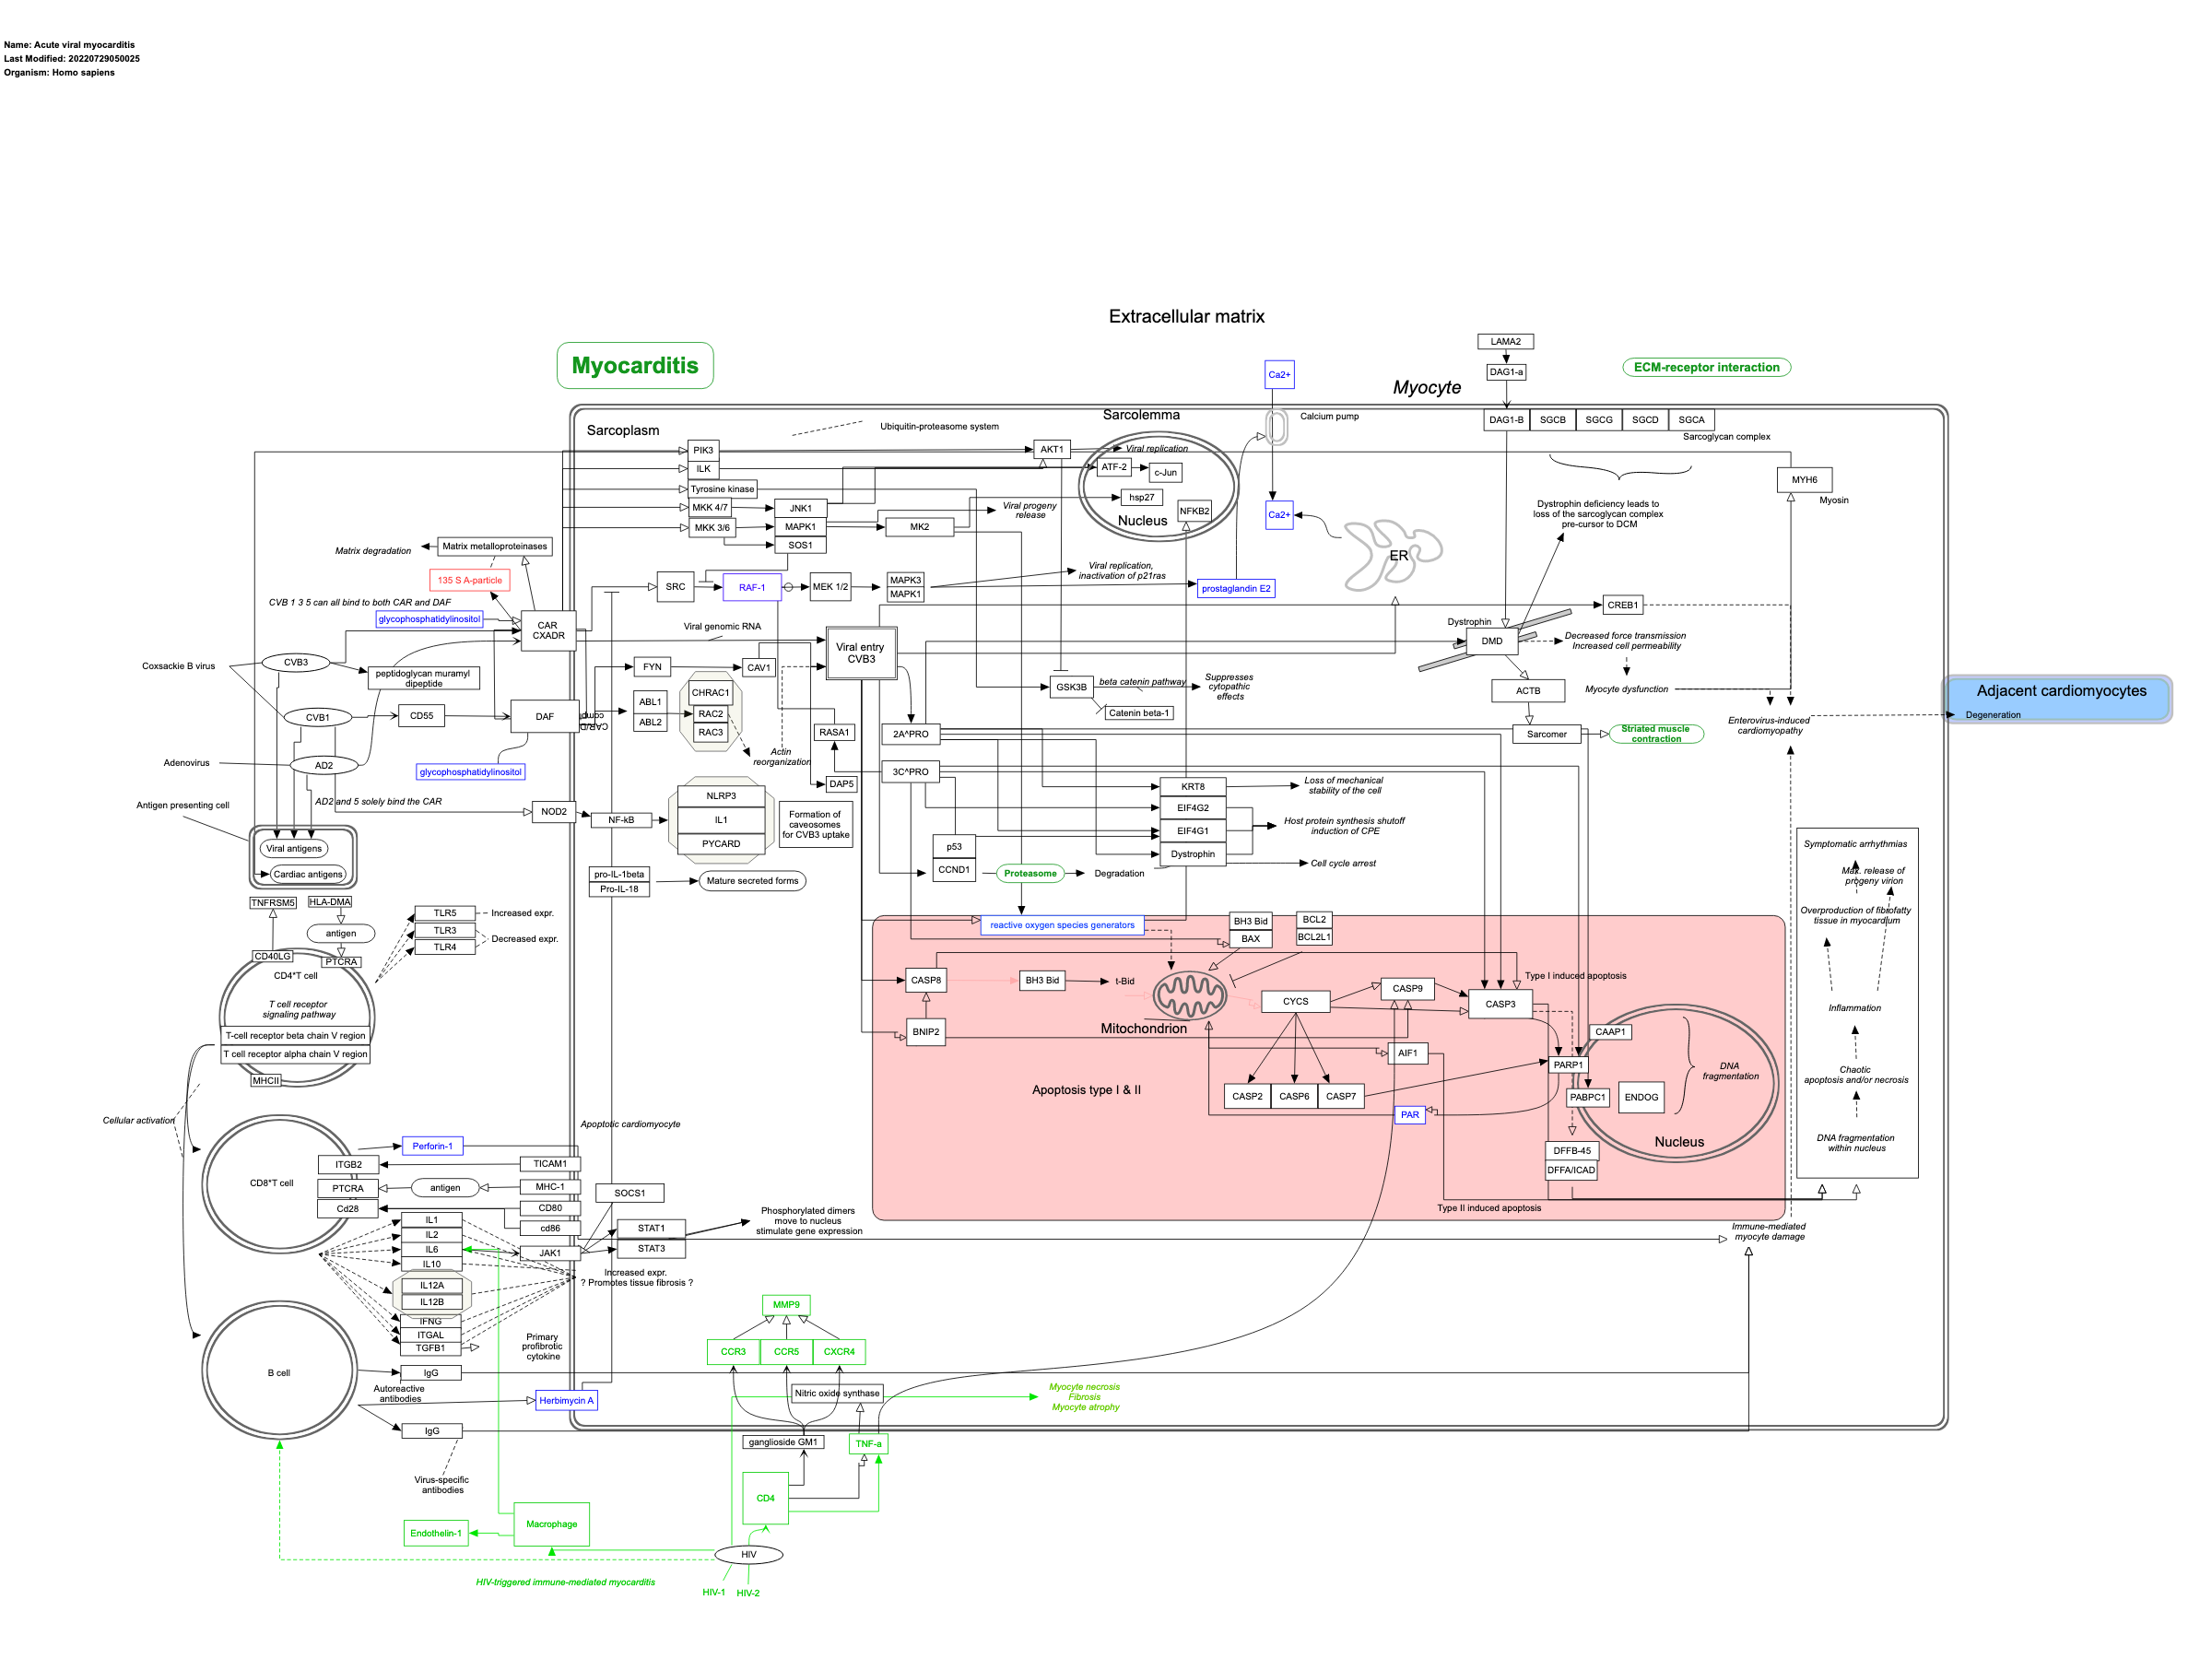 Name: Acute viral myocarditis
Last Modified: 20220729050025
Organism: Homo sapiens
Extracellular matrix
Myocarditis
ECM-receptor interaction
LAMA2
DAG1-a
Ca2+
Myocyte
Sarcolemma
Calcium pump
DAG1-B
SGCB
SGCG
SGCD
SGCA
Sarcoglycan complex
Sarcoplasm
Ubiquitin-proteasome system
PIK3
ILK
Tyrosine kinase
MKK 4/7
MKK 3/6
JNK1
MAPK1
SOS1
MK2
AKT1
Viral replication
ATF-2
c-Jun
hsp27
NFKB2
Nucleus
Viral progeny
release
Ca2+
ER
MYH6
Myosin
Dystrophin deficiency leads to
loss of the sarcoglycan complex
pre-cursor to DCM
Matrix degradation
Matrix metalloproteinases
135 S A-particle
CVB 1 3 5 can all bind to both CAR and DAF
glycophosphatidylinositol
CAR
CXADR
SRC
RAF-1
MEK 1/2
MAPK3
MAPK1
Viral replication,
inactivation of p21ras
prostaglandin E2
CREB1
Viral genomic RNA
Viral entry
CVB3
Dystrophin
DMD
Decreased force transmission
Increased cell permeability
Myocyte dysfunction
ACTB
Sarcomer
Striated muscle
contraction
Enterovirus-induced
cardiomyopathy
Adjacent cardiomyocytes
Degeneration
Coxsackie B virus
CVB3
CVB1
AD2
Adenovirus
peptidoglycan muramyl
dipeptide
CD55
DAF
glycophosphatidylinositol
AD2 and 5 solely bind the CAR
NOD2
FYN
CAV1
ABL1
ABL2
CHRAC1
RAC2
RAC3
Actin
reorganization
RASA1
DAP5
2A^PRO
3C^PRO
GSK3B
beta catenin pathway
Suppresses
cytopathic
effects
Catenin beta-1
NF-kB
NLRP3
IL1
PYCARD
Formation of
caveosomes
for CVB3 uptake
pro-IL-1beta
Pro-IL-18
Mature secreted forms
p53
CCND1
Proteasome
Degradation
KRT8
EIF4G2
EIF4G1
Dystrophin
Loss of mechanical
stability of the cell
Host protein synthesis shutoff
induction of CPE
Cell cycle arrest
Antigen presenting cell
Viral antigens
Cardiac antigens
TNFRSM5
HLA-DMA
antigen
CD40LG
PTCRA
CD4*T cell
T cell receptor
signaling pathway
T-cell receptor beta chain V region
T cell receptor alpha chain V region
MHCII
TLR5
TLR3
TLR4
Increased expr.
Decreased expr.
Cellular activation
reactive oxygen species generators
BH3 Bid
BAX
BCL2
BCL2L1
CASP8
BH3 Bid
t-Bid
BNIP2
Mitochondrion
CYCS
CASP9
CASP3
Type I induced apoptosis
AIF1
CASP2
CASP6
CASP7
Apoptosis type I & II
PAR
PARP1
PABPC1
CAAP1
ENDOG
DNA
fragmentation
Nucleus
DFFB-45
DFFA/ICAD
Type II induced apoptosis
Symptomatic arrhythmias
Max. release of
progeny virion
Overproduction of fibrofatty
tissue in myocardium
Inflammation
Chaotic
apoptosis and/or necrosis
DNA fragmentation
within nucleus
Immune-mediated
myocyte damage
Apoptotic cardiomyocyte
Perforin-1
CD8*T cell
ITGB2
PTCRA
Cd28
antigen
TICAM1
MHC-1
CD80
cd86
JAK1
SOCS1
STAT1
STAT3
Phosphorylated dimers
move to nucleus
stimulate gene expression
Increased expr.
? Promotes tissue fibrosis ?
IL1
IL2
IL6
IL10
IL12A
IL12B
IFNG
ITGAL
TGFB1
Primary
profibrotic
cytokine
B cell
IgG
Autoreactive
antibodies
Herbimycin A
IgG
Virus-specific
antibodies
MMP9
CCR3
CCR5
CXCR4
Nitric oxide synthase
Myocyte necrosis
Fibrosis
Myocyte atrophy
ganglioside GM1
TNF-a
CD4
Macrophage
Endothelin-1
HIV
HIV-1
HIV-2
HIV-triggered immune-mediated myocarditis